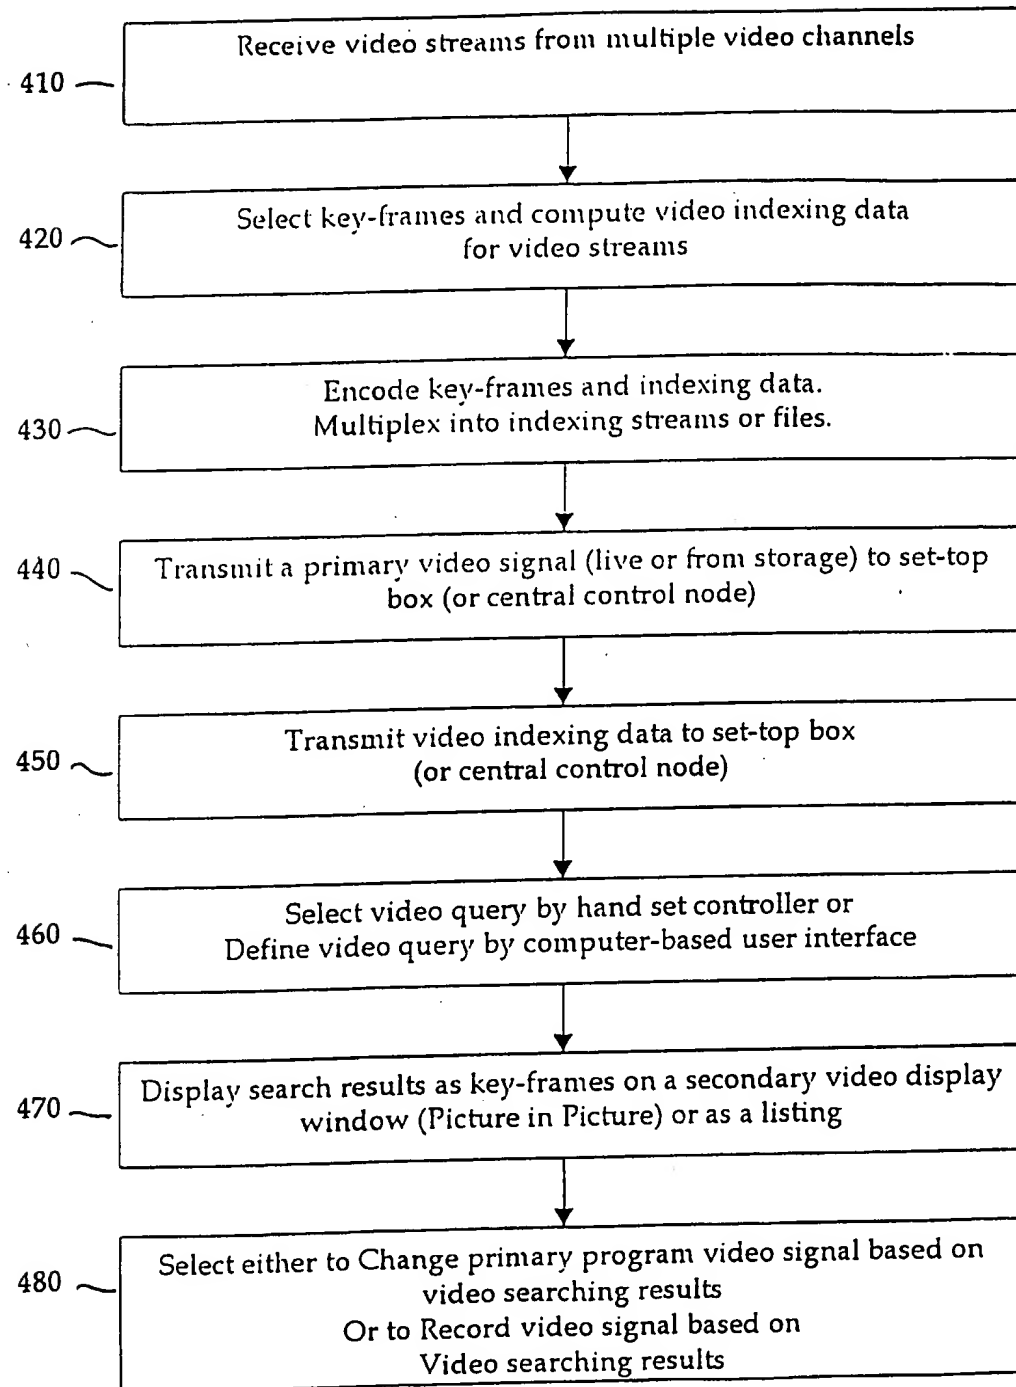 Receive video streams from multiple video channels
410
Select key-frames and compute video indexing data
420
for video streams
Encode key-frames and indexing data.
430
Multiplex into indexing streams or files.
440
Transmit a primary video signal (live or from storage) to set-top
box (or central control node)
Transmit video indexing data to set-top box
450
(or central control node)
Select video query by hand set controller or
460
Define video query by computer-based user interface
Display search results as key-frames on a secondary video display
470
window (Picture in Picture) or as a listing
Select either to Change primary program video signal based on
480
video searching results
Or to Record video signal based on
Video searching results